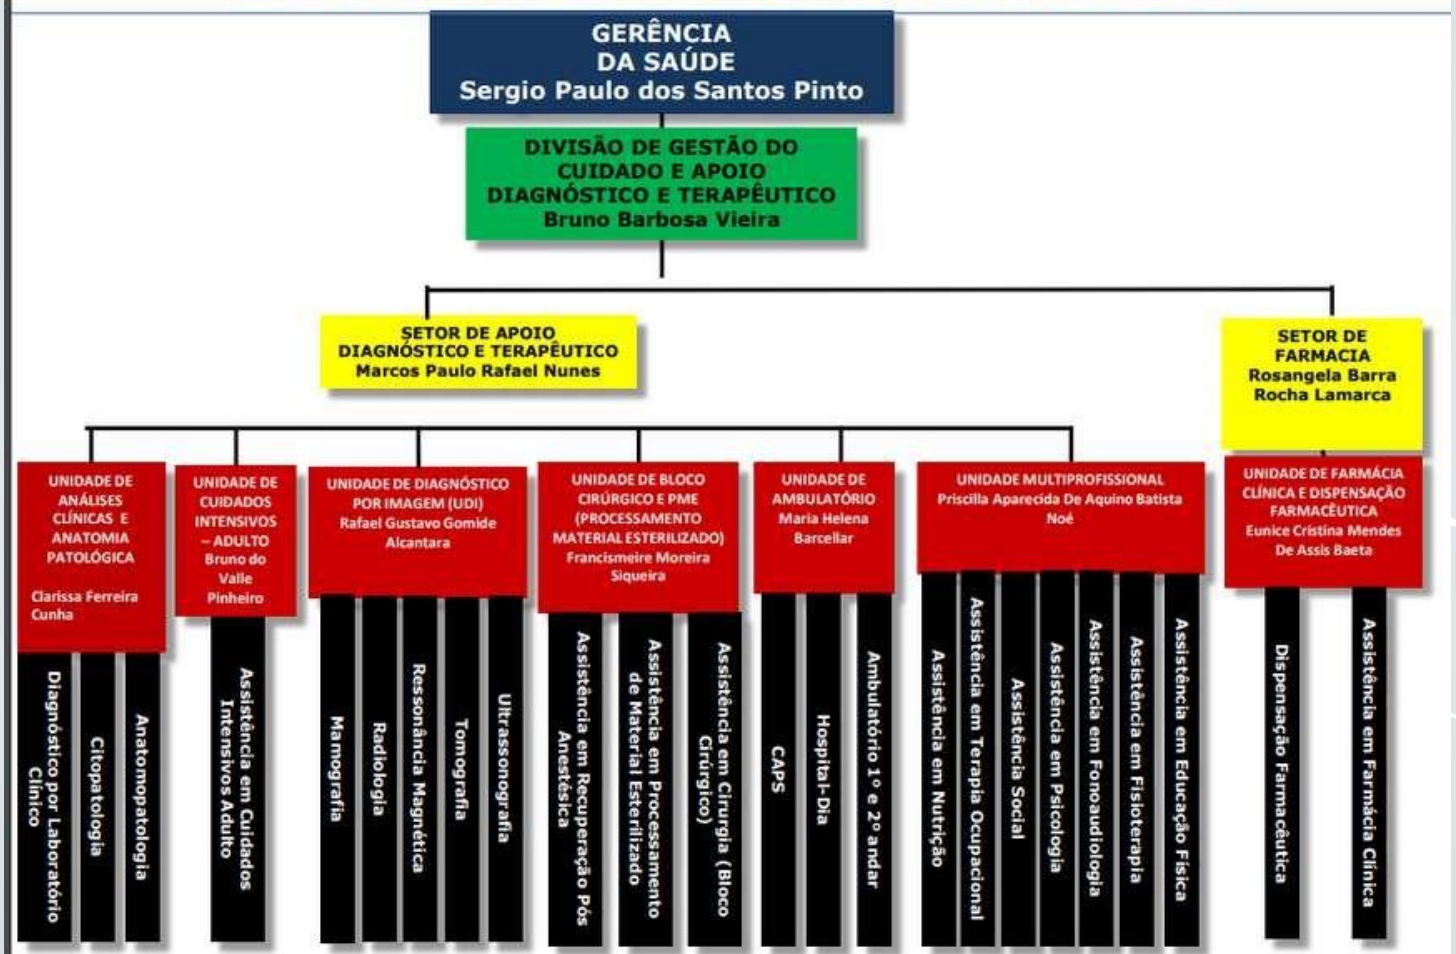 GERÊNCIA
DA SAÚDE
Sergio Paulo dos Santos Pinto
DIVISÃO DE GESTÃO DO
CUIDADO E APOIO
DIAGNÓSTICO E TERAPÊUTICO
Bruno Barbosa Vieira
SETOR DE APOIO
DIAGNÓSTICO E TERAPÊUTICO
Marcos Paulo Rafael Nunes
SETOR DE
FARMACIA
Rosangela Barra
Rocha Lamarca
UNIDADE DE
ANÁLISES
CLÍNICAS E
ANATOMIA
PATOLÓGICA
Clarissa Ferreira
Cunha
UNIDADE DE
CUIDADOS
INTENSIVOS
– ADULTO
Bruno do
Valle
Pinheiro
UNIDADE DE DIAGNÓSTICO
POR IMAGEM (UDI)
Rafael Gustavo Gomide
Alcantara
UNIDADE DE BLOCO
CIRÚRGICO E PME
(PROCESSAMENTO
MATERIAL ESTERILIZADO)
Francismeire Moreira
Siqueira
UNIDADE DE
AMBULATÓRIO
Maria Helena
Barcellar
UNIDADE MULTIPROFISSIONAL
Priscilla Aparecida De Aquino Batista
Noé
UNIDADE DE FARMÁCIA
CLÍNICA E DISPENSAÇÃO
FARMACÊUTICA
Eunice Cristina Mendes
De Assis Baeta
Diagnóstico por Laboratório
Clínico
Citopatologia
Anatomopatologia
Assistência em Cuidados
Intensivos Adulto
Mamografia
Radiologia
Ressonância Magnética
Tomografia
Ultrassonografia
Assistência em Recuperação Pós
Anestésica
Assistência em Processamento
de Material Esterilizado
Assistência em Cirurgia (Bloco
Cirúrgico)
CAPS
Hospital-Dia
Ambulatório 1º e 2º andar
Assistência em Nutrição
Assistência em Terapia Ocupacional
Assistência Social
Assistência em Psicologia
Assistência em Fonoaudiologia
Assistência em Fisioterapia
Assistência em Educação Física
Dispensação Farmacêutica
Assistência em Farmácia Clínica